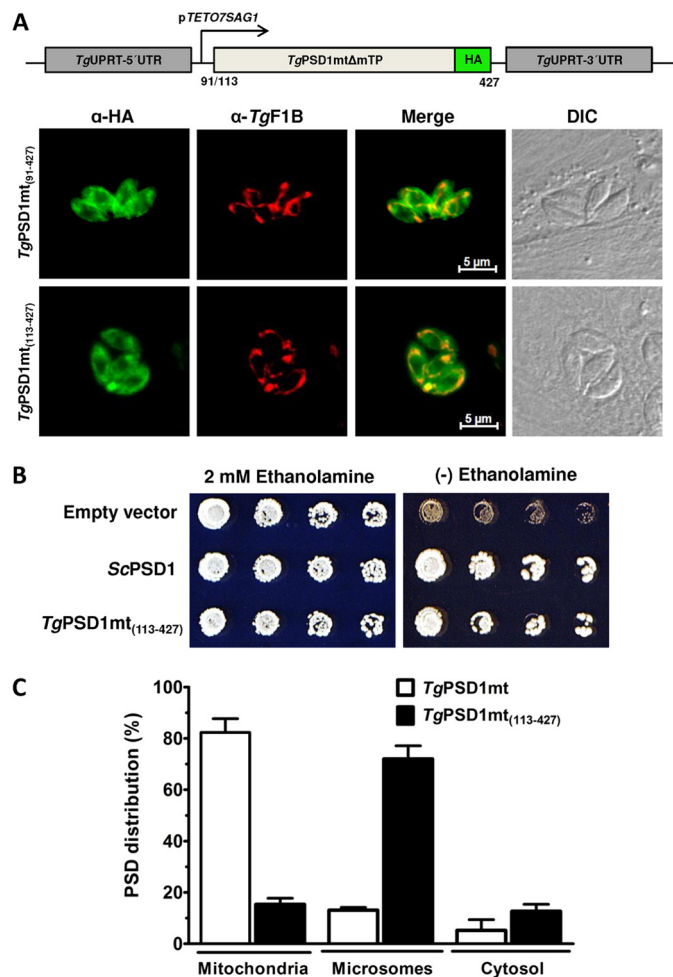 A
pTETO7SAG1
TgUPRT-5´UTR
TgPSD1mtΔmTP
HA
TgUPRT-3´UTR
91/113
427
α-HA
α-TgF1B
Merge
DIC
TgPSD1mt(91-427)
5 µm
TgPSD1mt(113-427)
5 µm
B
2 mM Ethanolamine
(-) Ethanolamine
Empty vector
ScPSD1
TgPSD1mt(113-427)
C
TgPSD1mt
TgPSD1mt(113-427)
PSD distribution (%)
100
80
60
40
20
0
Mitochondria
Microsomes
Cytosol